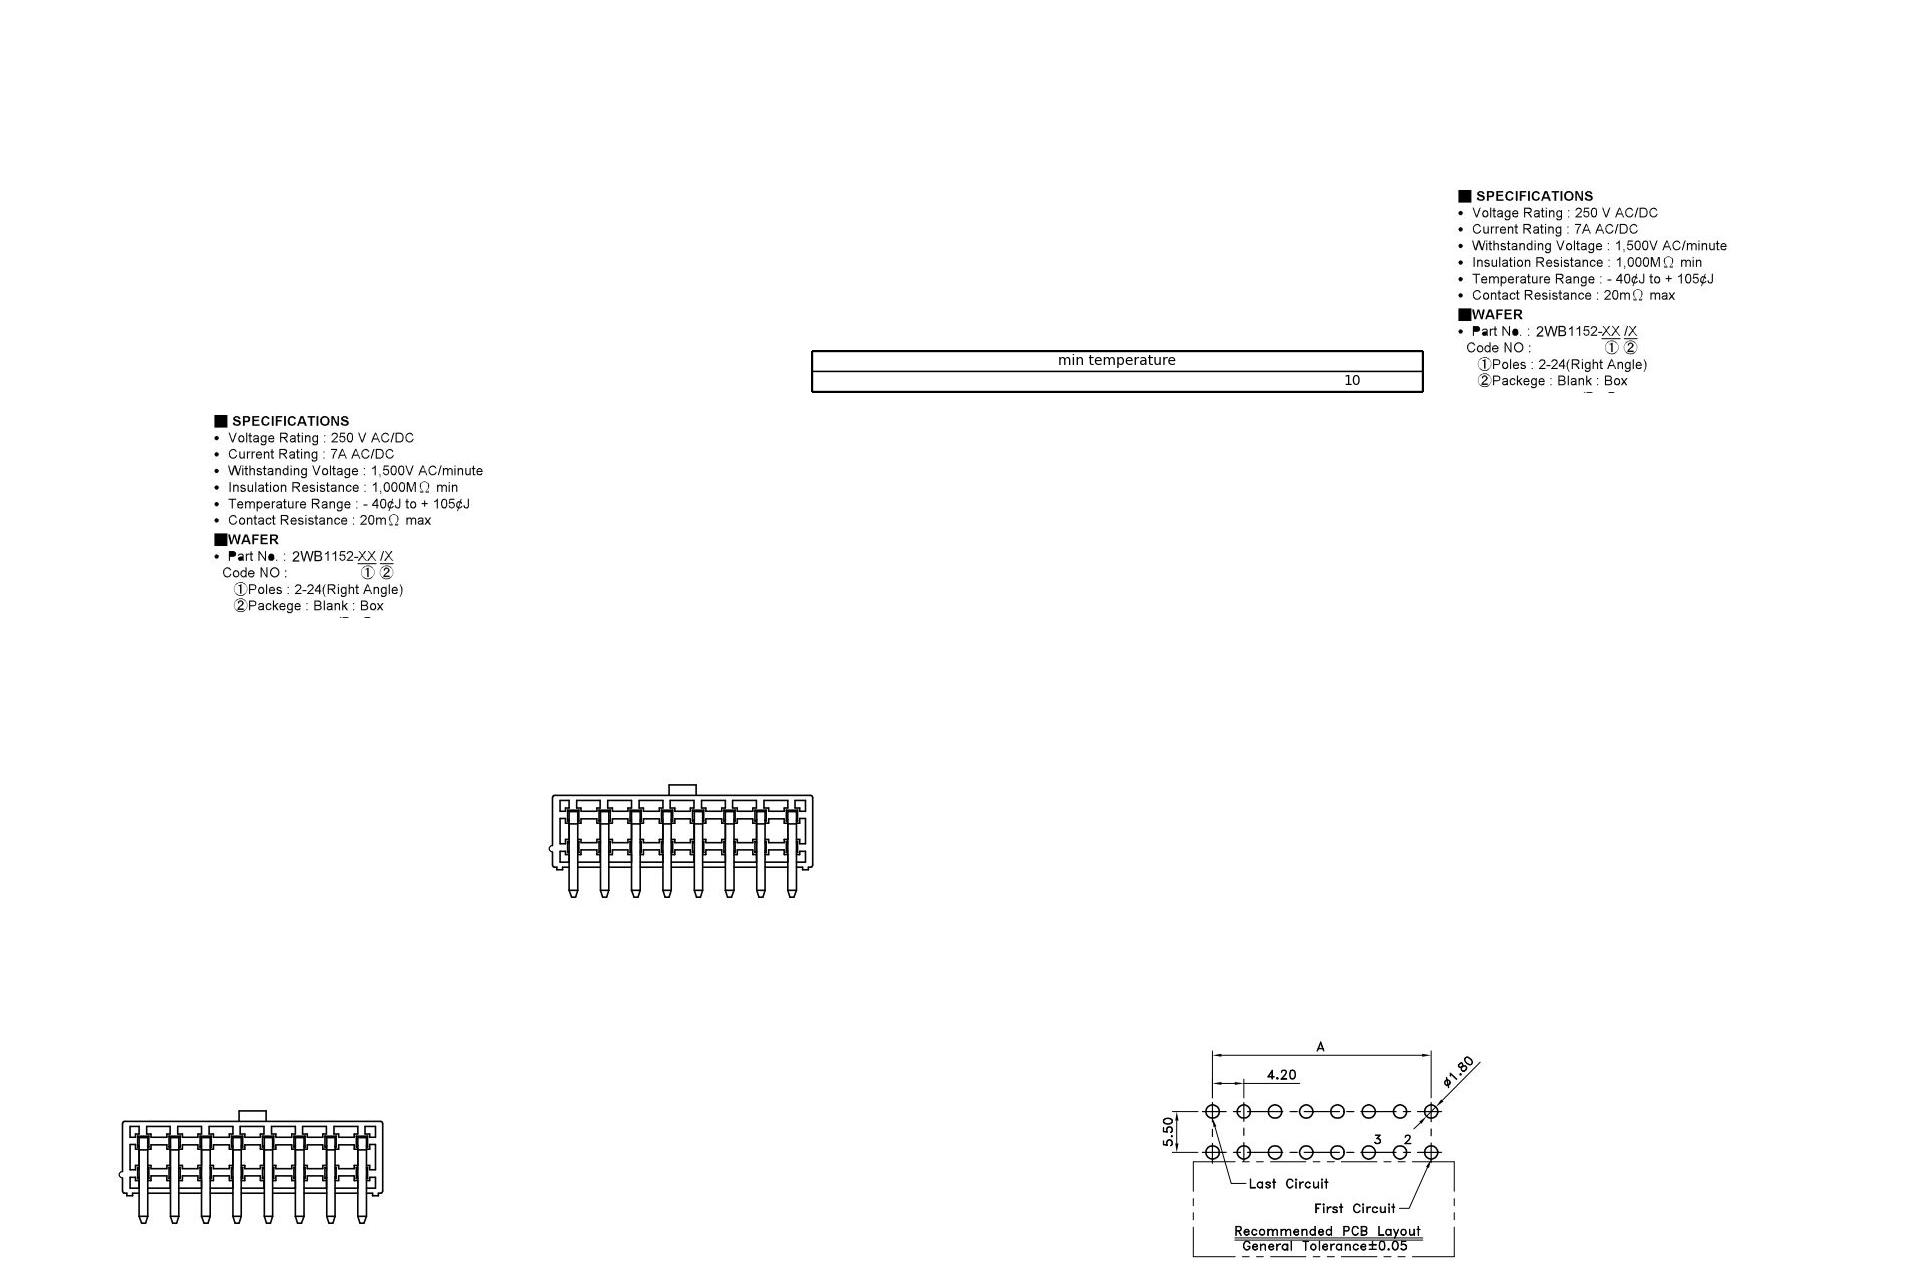 ■ SPECIFICATIONS
• Voltage Rating : 250 V AC/DC
• Current Rating : 7A AC/DC
• Withstanding Voltage : 1,500V AC/minute
• Insulation Resistance : 1,000MΩ min
• Temperature Range : - 40¢J to + 105¢J
• Contact Resistance : 20mΩ max
■WAFER
• Part No. : 2WB1152-XX /X
Code NO : ① ②
①Poles : 2-24(Right Angle)
②Packege : Blank : Box
min temperature
10
■ SPECIFICATIONS
• Voltage Rating : 250 V AC/DC
• Current Rating : 7A AC/DC
• Withstanding Voltage : 1,500V AC/minute
• Insulation Resistance : 1,000MΩ min
• Temperature Range : - 40¢J to + 105¢J
• Contact Resistance : 20mΩ max
■WAFER
• Part No. : 2WB1152-XX /X
Code NO : ① ②
①Poles : 2-24(Right Angle)
②Packege : Blank : Box
A
4.20
ø1.80
5.50
3 2
Last Circuit
First Circuit
Recommended PCB Layout
General Tolerance±0.05